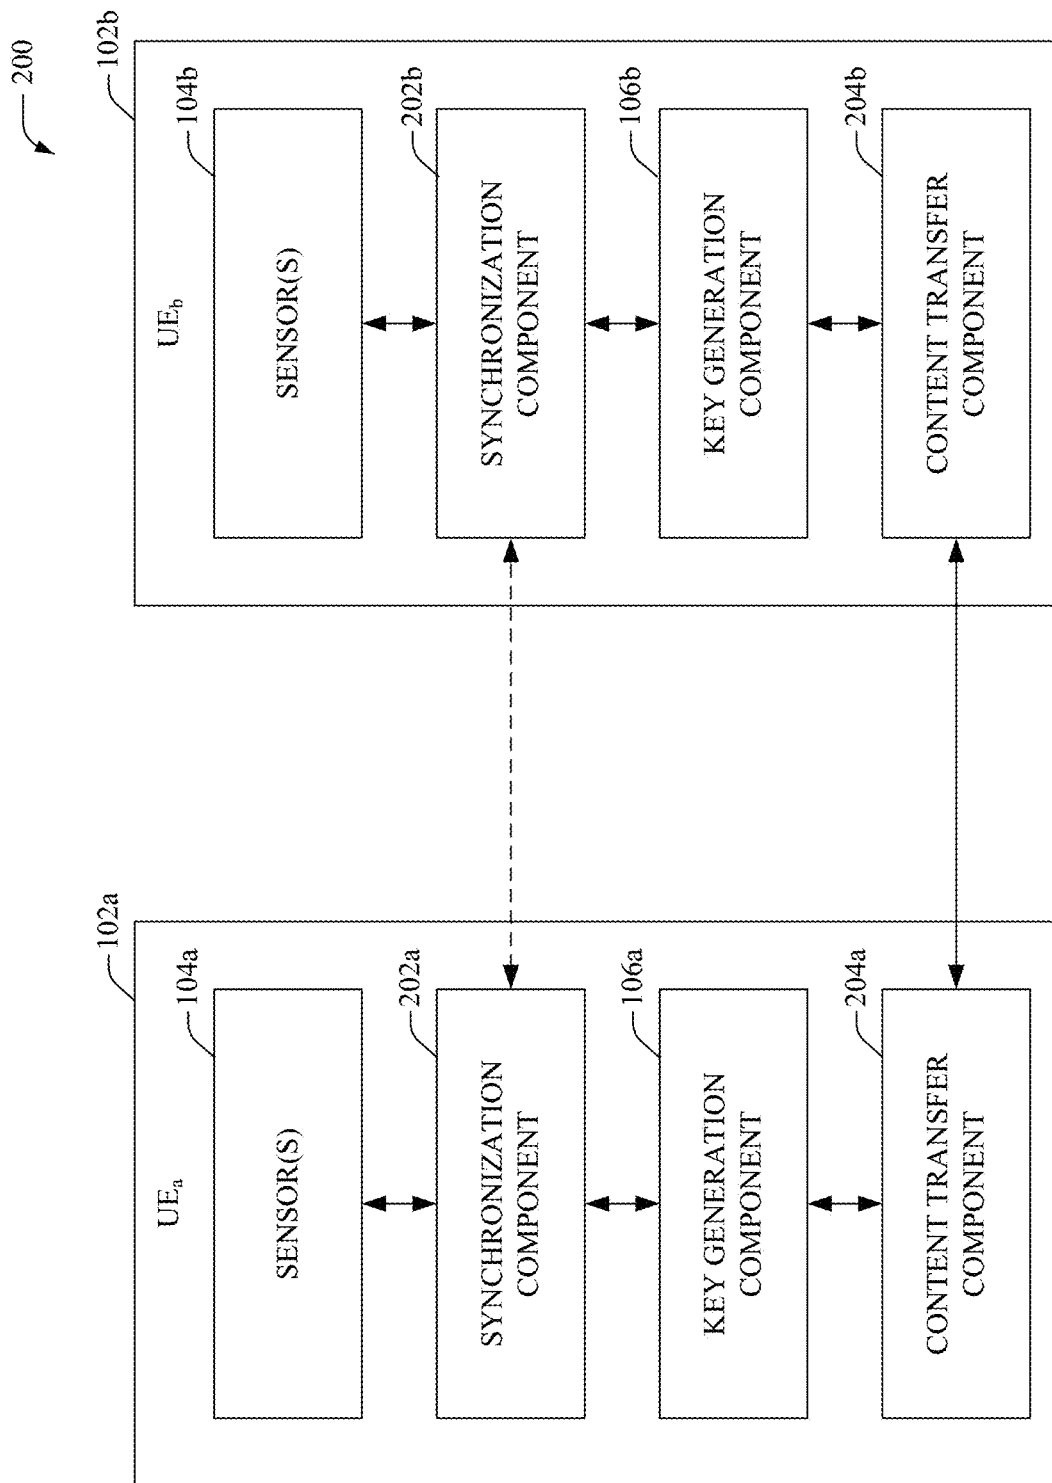 200
102a
UEₐ
104a
SENSOR(S)
202a
SYNCHRONIZATION
COMPONENT
106a
KEY GENERATION
COMPONENT
204a
CONTENT TRANSFER
COMPONENT
102b
UE_b
104b
SENSOR(S)
202b
SYNCHRONIZATION
COMPONENT
106b
KEY GENERATION
COMPONENT
204b
CONTENT TRANSFER
COMPONENT